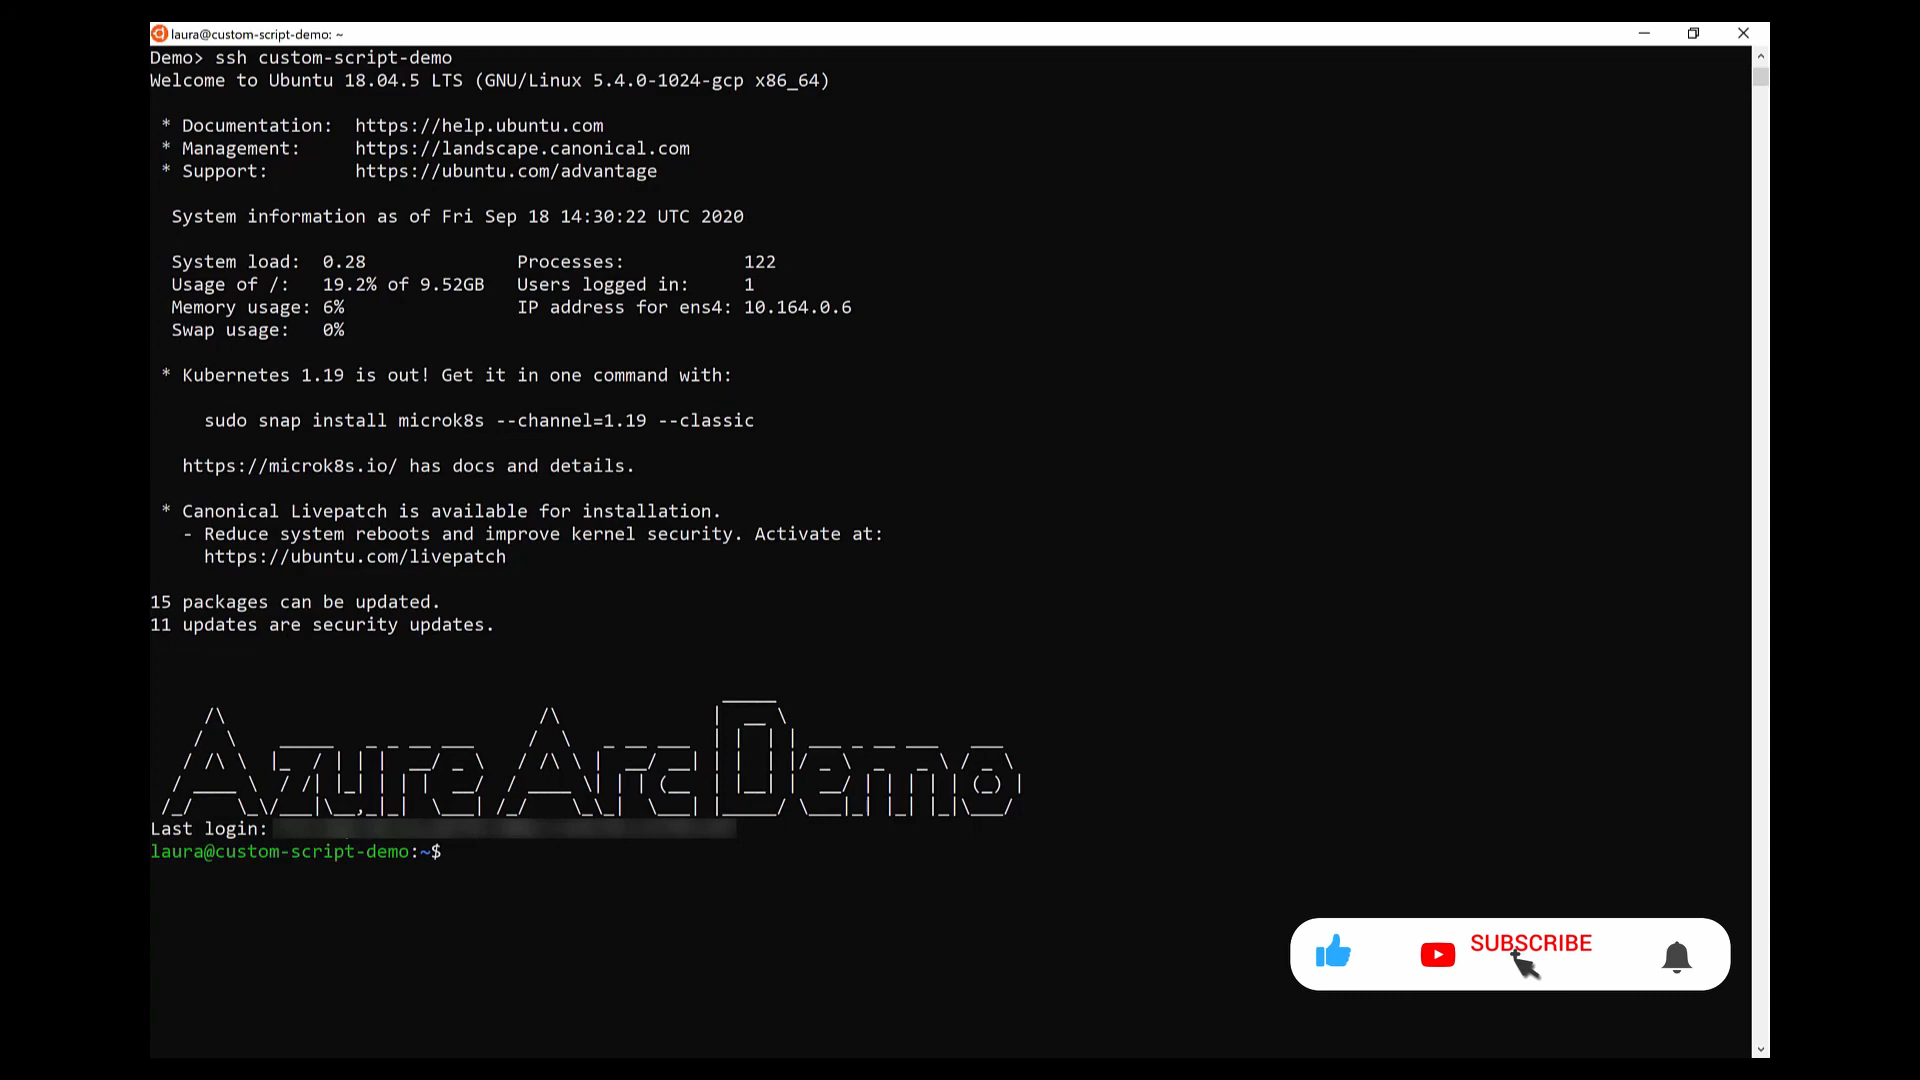 laura@custom-script-demo: ~
Demo> ssh custom-script-demo
Welcome to Ubuntu 18.04.5 LTS (GNU/Linux 5.4.0-1024-gcp x86_64)
* Documentation:  https://help.ubuntu.com
* Management:     https://landscape.canonical.com
* Support:        https://ubuntu.com/advantage
System information as of Fri Sep 18 14:30:22 UTC 2020
System load:  0.28              Processes:           122
Usage of /:   19.2% of 9.52GB   Users logged in:     1
Memory usage: 6%                IP address for ens4: 10.164.0.6
Swap usage:   0%
* Kubernetes 1.19 is out! Get it in one command with:
sudo snap install microk8s --channel=1.19 --classic
https://microk8s.io/ has docs and details.
* Canonical Livepatch is available for installation.
- Reduce system reboots and improve kernel security. Activate at:
https://ubuntu.com/livepatch
15 packages can be updated.
11 updates are security updates.
Azure Arc Demo
Last login:
laura@custom-script-demo:~$
SUBSCRIBE